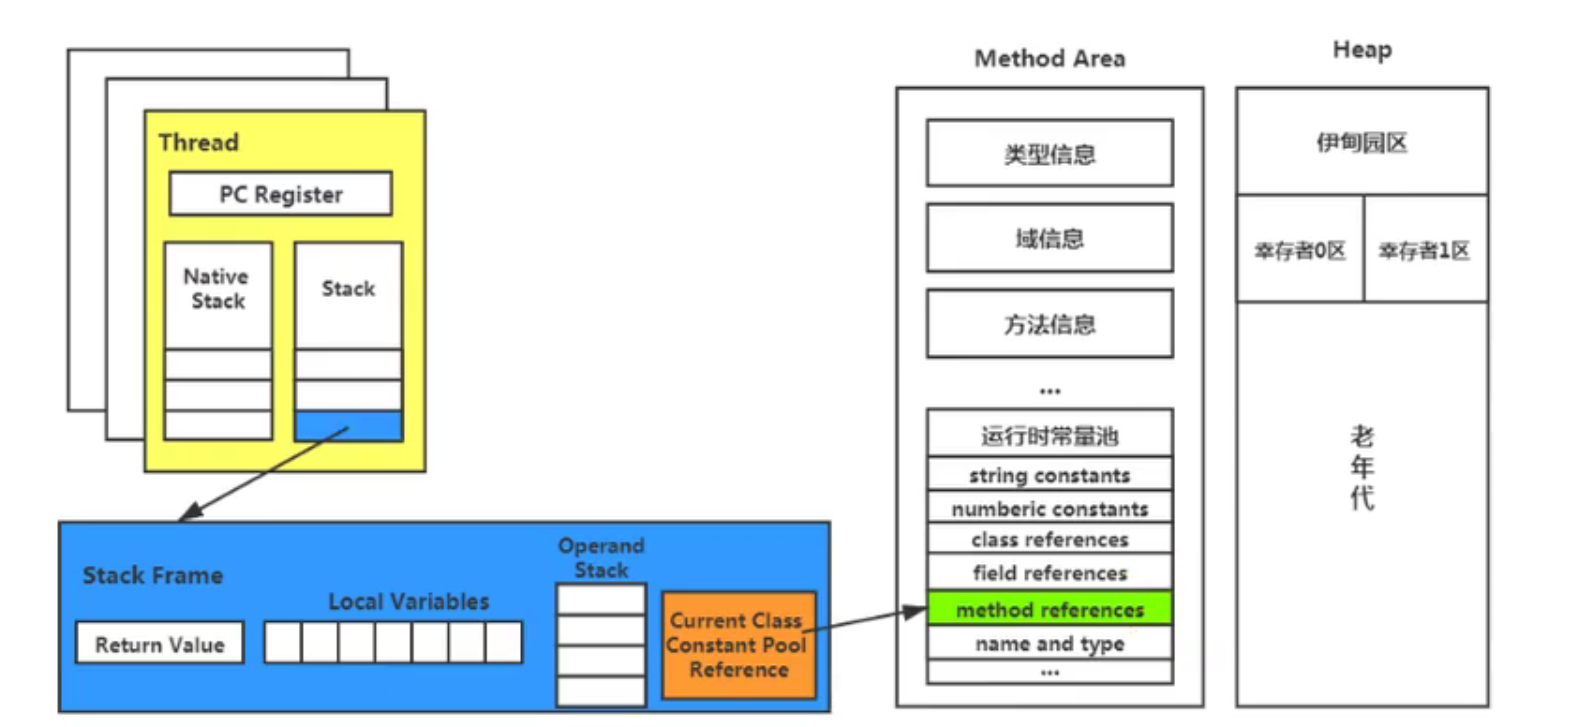 Thread
PC Register
Native
Stack
Stack
Stack Frame
Return Value
Local Variables
Operand
Stack
Current Class
Constant Pool
Reference
Method Area
类型信息
域信息
方法信息
...
运行时常量池
string constants
numberic constants
class references
field references
method references
name and type
...
Heap
伊甸园区
幸存者0区
幸存者1区
老
年
代